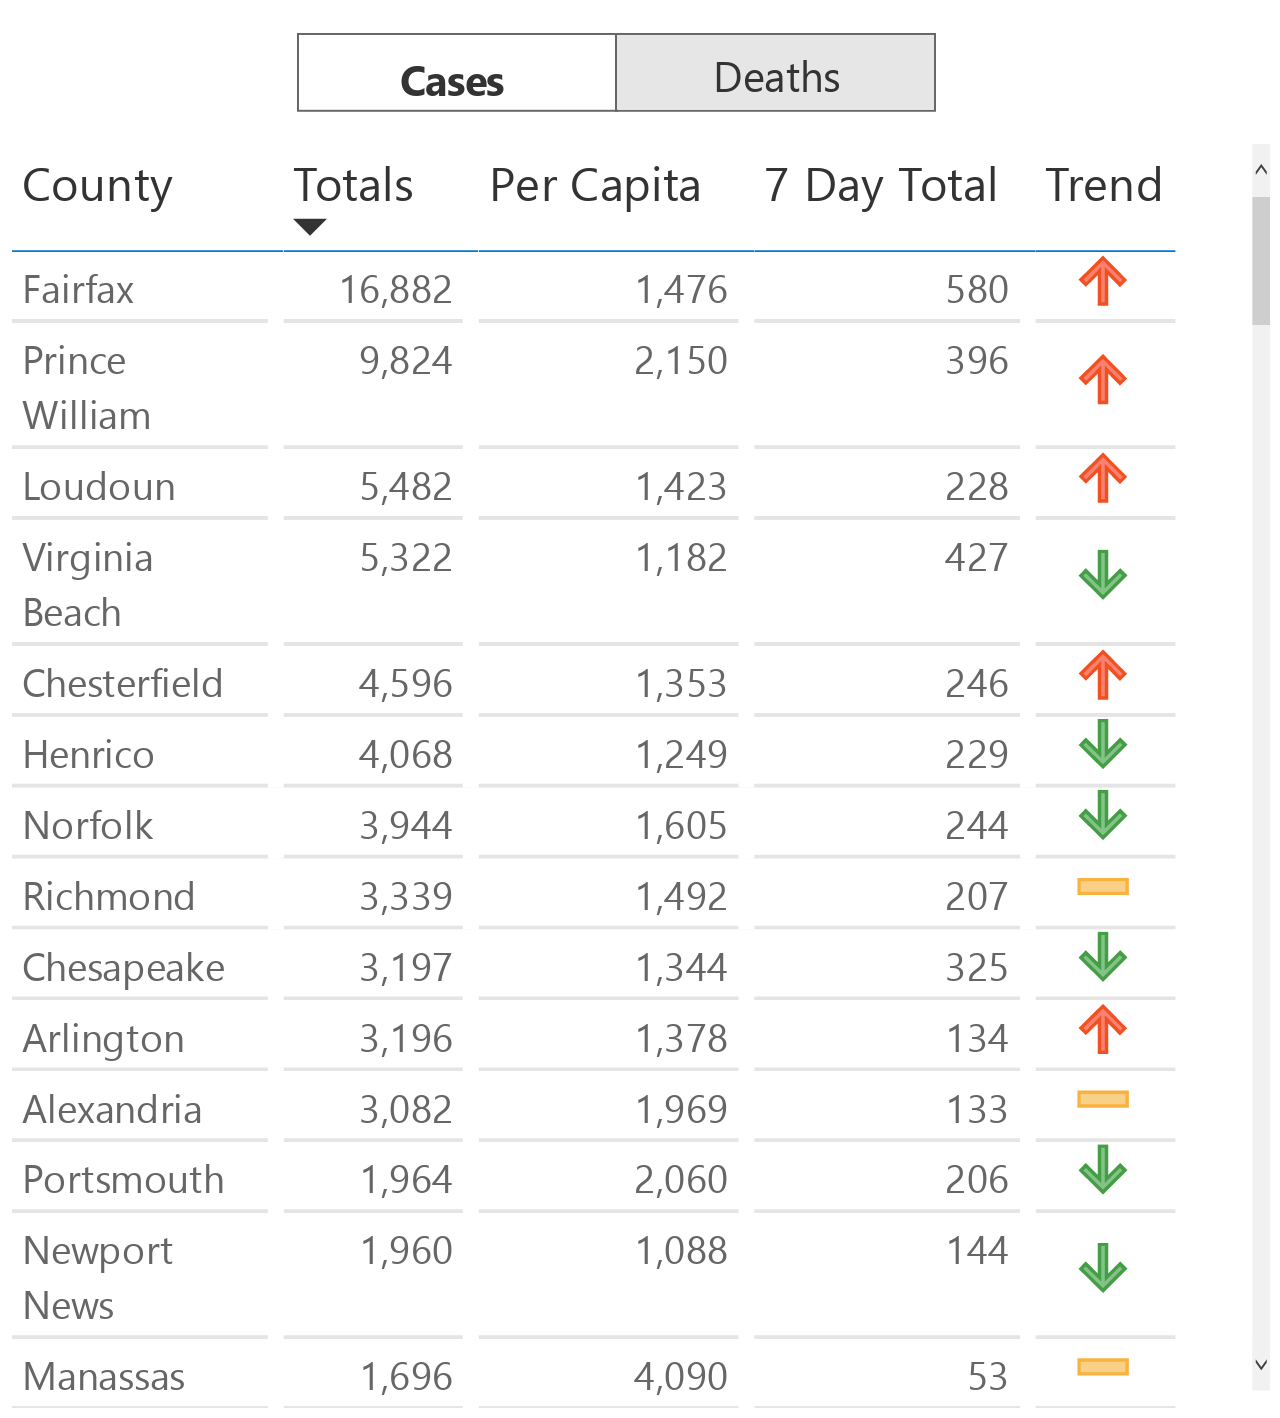 Cases Deaths
County Totals Per Capita 7 Day Total Trend
Fairfax 16,882 1,476 580
Prince 9,824 2,150 396
William
Loudoun 5,482 1,423 228
Virginia 5,322 1,182 427
Beach
Chesterfield 4,596 1,353 246
Henrico 4,068 1,249 229
Norfolk 3,944 1,605 244
Richmond 3,339 1,492 207
Chesapeake 3,197 1,344 325
Arlington 3,196 1,378 134
Alexandria 3,082 1,969 133
Portsmouth 1,964 2,060 206
Newport 1,960 1,088 144
News
Manassas 1,696 4,090 53